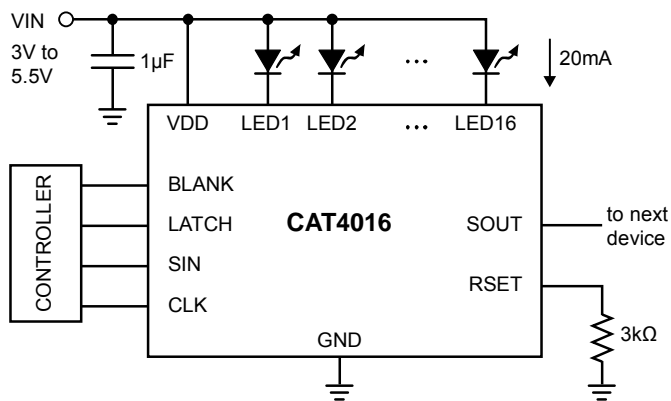 VIN
3V to
5.5V
1µF
...
20mA
VDD LED1 LED2 ... LED16
CONTROLLER
BLANK
LATCH
SIN
CLK
CAT4016
SOUT
RSET
GND
to next
device
3kΩ